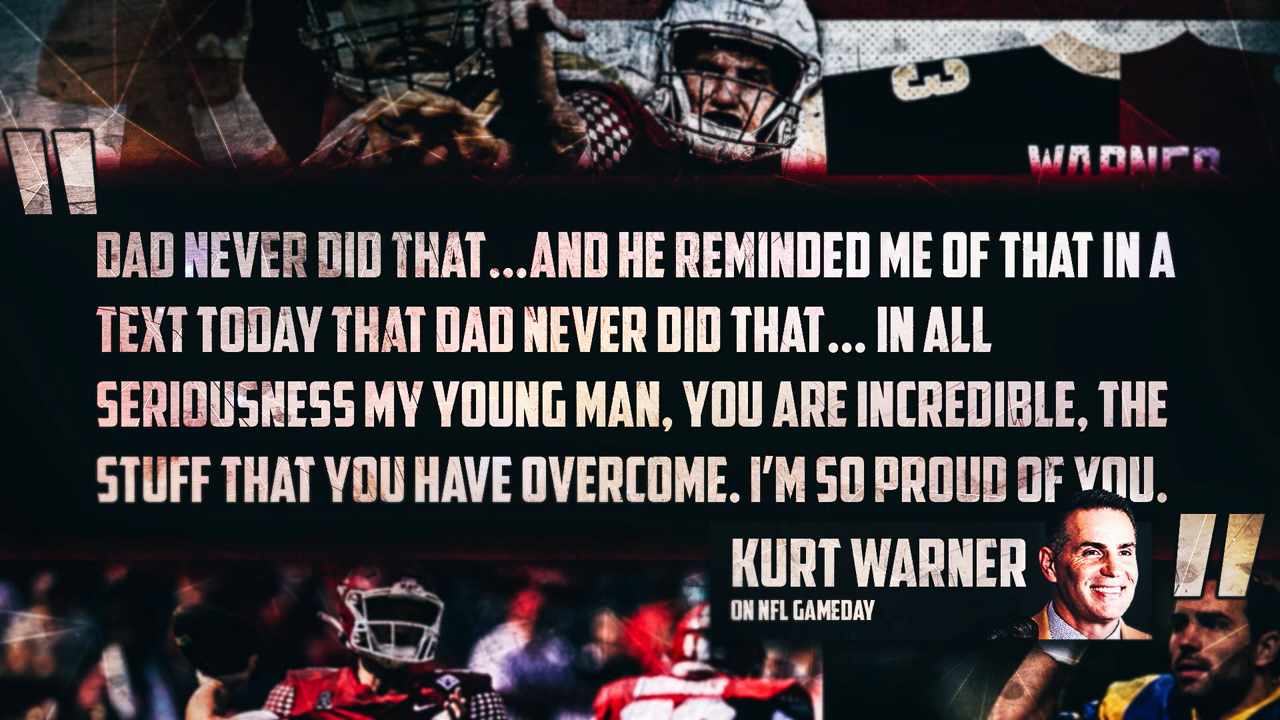 3
WARNER
"
DAD NEVER DID THAT...AND HE REMINDED ME OF THAT IN A
TEXT TODAY THAT DAD NEVER DID THAT... IN ALL
SERIOUSNESS MY YOUNG MAN, YOU ARE INCREDIBLE, THE
STUFF THAT YOU HAVE OVERCOME. I'M SO PROUD OF YOU.
"
KURT WARNER
ON NFL GAMEDAY